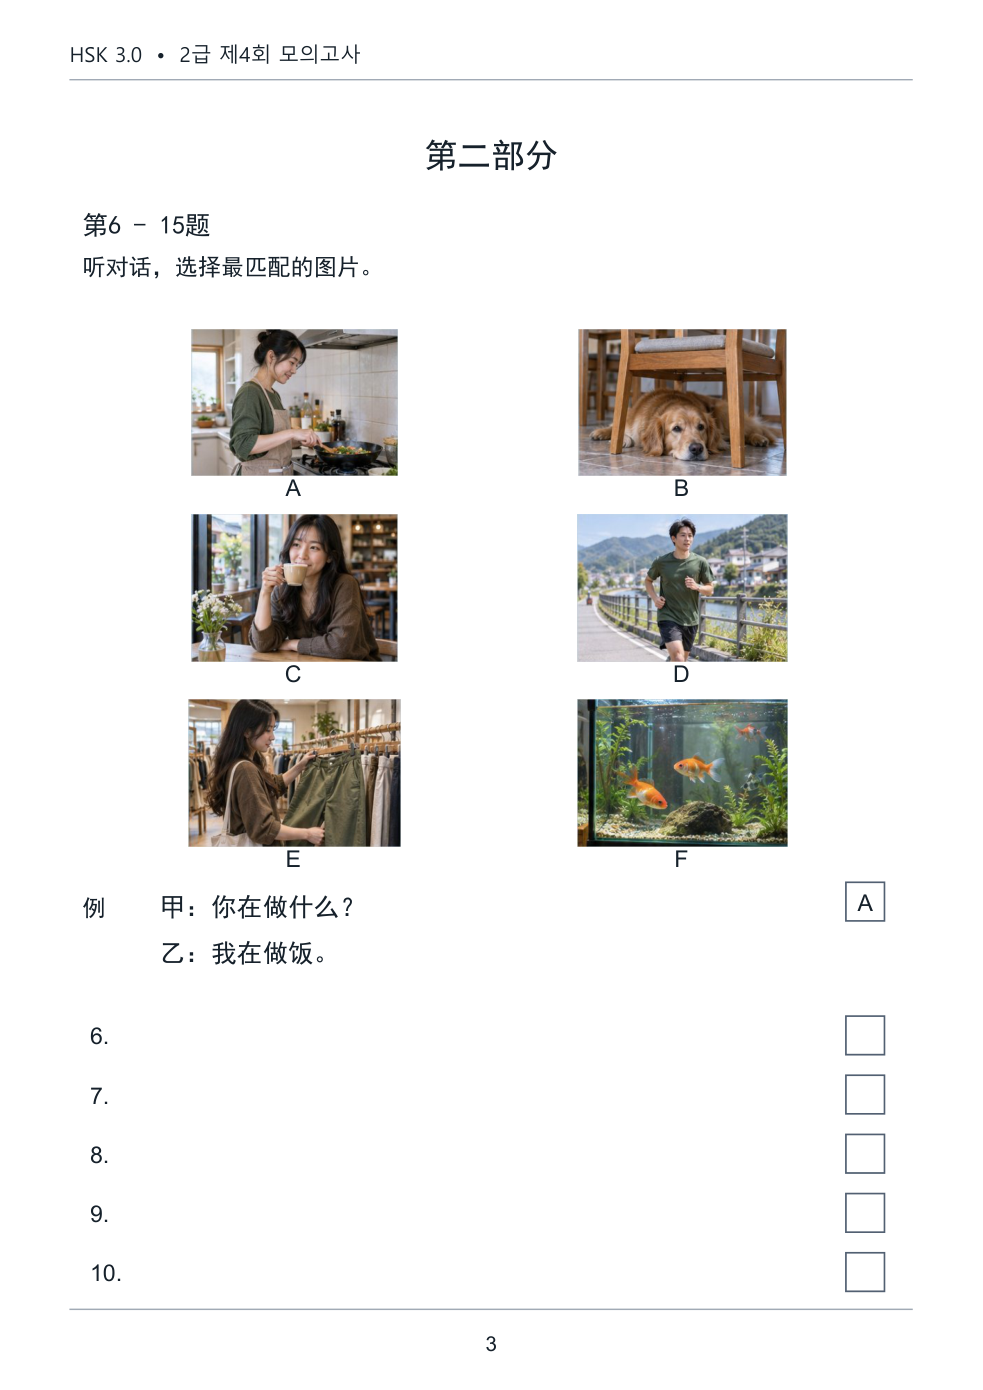 HSK 3.0 • 2급 제4회 모의고사
第二部分
第6 - 15题
听对话，选择最匹配的图片。
A
B
C
D
E
F
例 甲：你在做什么？ A
乙：我在做饭。
6.
7.
8.
9.
10.
3